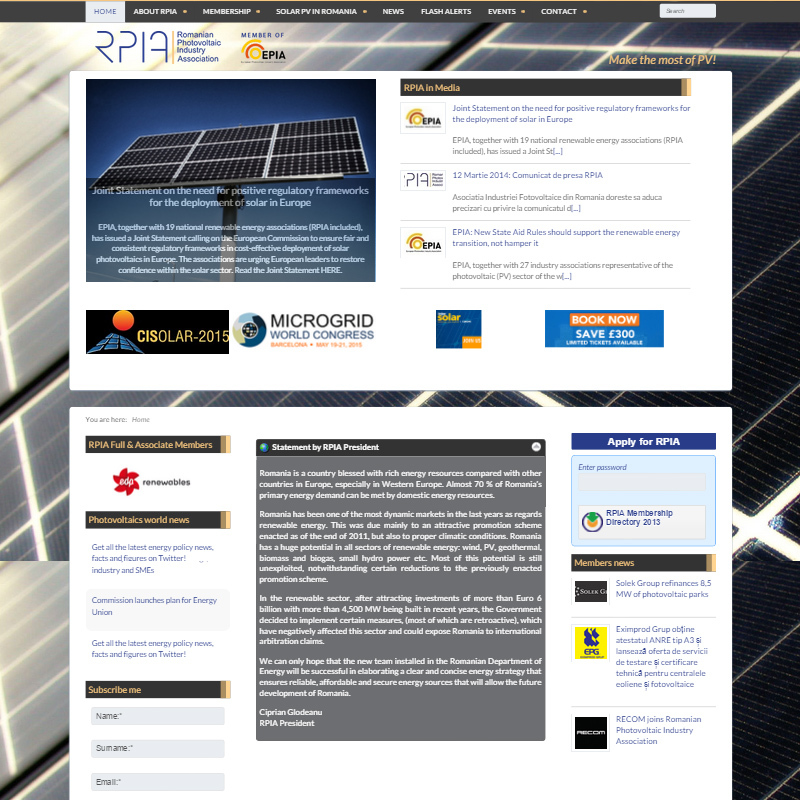 HOME ABOUT RPIA MEMBERSHIP SOLAR PV IN ROMANIA NEWS FLASH ALERTS EVENTS CONTACT Search
RPIA Romanian
Photovoltaic
Industry
Association
MEMBER OF
EPIA
Make the most of PV!
Joint Statement on the need for positive regulatory frameworks
for the deployment of solar in Europe
EPIA, together with 19 national renewable energy associations (RPIA included),
has issued a Joint Statement calling on the European Commission to ensure fair and
consistent regulatory frameworks in cost-effective deployment of solar
photovoltaics in Europe. The associations are urging European leaders to restore
confidence within the solar sector. Read the Joint Statement HERE.
RPIA in Media
EPIA
Joint Statement on the need for positive regulatory frameworks for
the deployment of solar in Europe
EPIA, together with 19 national renewable energy associations (RPIA
included), has issued a Joint St[...]
RPIA
12 Martie 2014: Comunicat de presa RPIA
Asociatia Industriei Fotovoltaice din Romania doreste sa aduca
precizari cu privire la comunicatul d[...]
EPIA
EPIA: New State Aid Rules should support the renewable energy
transition, not hamper it
EPIA, together with 27 industry associations representative of the
photovoltaic (PV) sector of the w[...]
CISOLAR-2015
MICROGRID
WORLD CONGRESS
BARCELONA • MAY 19-21, 2015
solar
JOIN US
BOOK NOW
SAVE £300
LIMITED TICKETS AVAILABLE
You are here: Home
RPIA Full & Associate Members
edp renewables
Photovoltaics world news
Get all the latest energy policy news,
facts and figures on Twitter!
industry and SMEs
Commission launches plan for Energy
Union
Get all the latest energy policy news,
facts and figures on Twitter!
Subscribe me
Name:*
Surname:*
Email:*
Statement by RPIA President
Romania is a country blessed with rich energy resources compared with other
countries in Europe, especially in Western Europe. Almost 70 % of Romania's
primary energy demand can be met by domestic energy resources.
Romania has been one of the most dynamic markets in the last years as regards
renewable energy. This was due mainly to an attractive promotion scheme
enacted as of the end of 2011, but also to proper climatic conditions. Romania
has a huge potential in all sectors of renewable energy: wind, PV, geothermal,
biomass and biogas, small hydro power etc. Most of this potential is still
unexploited, notwithstanding certain reductions to the previously enacted
promotion scheme.
In the renewable sector, after attracting investments of more than Euro 6
billion with more than 4,500 MW being built in recent years, the Government
decided to implement certain measures, (most of which are retroactive), which
have negatively affected this sector and could expose Romania to international
arbitration claims.
We can only hope that the new team installed in the Romanian Department of
Energy will be successful in elaborating a clear and concise energy strategy that
ensures reliable, affordable and secure energy sources that will allow the future
development of Romania.
Ciprian Glodeanu
RPIA President
Apply for RPIA
Enter password
RPIA Membership
Directory 2013
Members news
SOLEK G
Solek Group refinances 8,5
MW of photovoltaic parks
EPG
Eximprod Grup obține
atestatul ANRE tip A3 și
lansează oferta de servicii
de testare și certificare
tehnică pentru centralele
eoliene și fotovoltaice
RECOM
RECOM joins Romanian
Photovoltaic Industry
Association